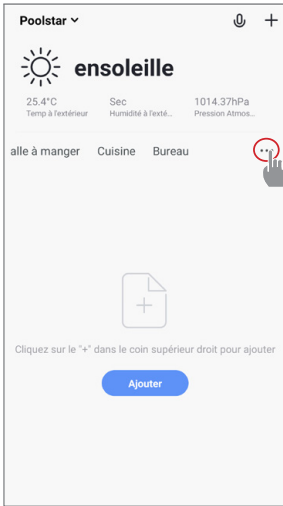 Poolstar
ensoleille
25.4°C Sec 1014.37hPa
Temp à l'extérieur Humidité à l'exté... Pression Atmos...
alle à manger Cuisine Bureau
Cliquez sur le "+" dans le coin supérieur droit pour ajouter
Ajouter